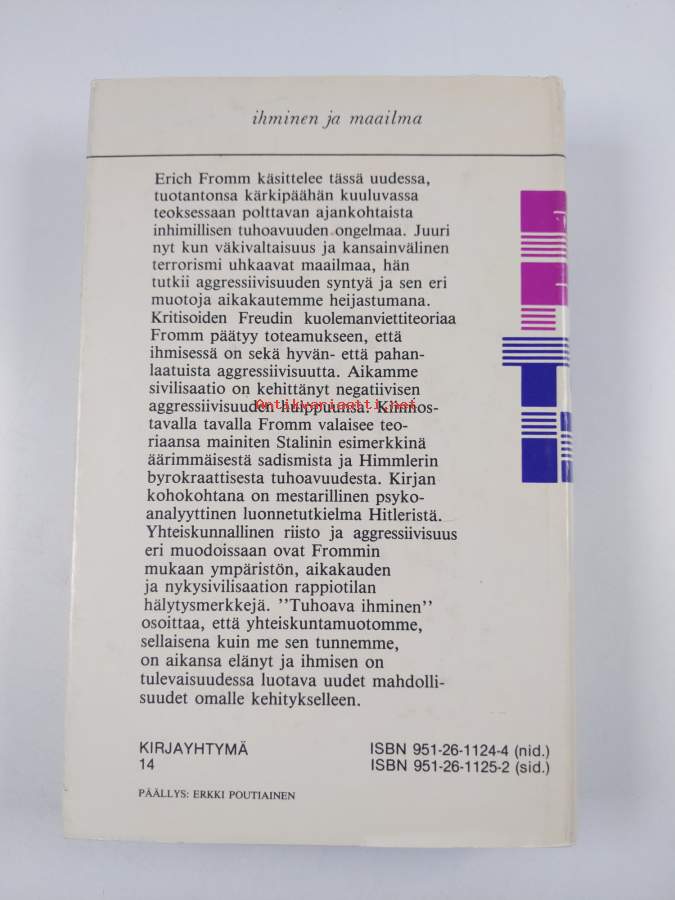 ihminen ja maailma
Erich Fromm käsittelee tässä uudessa,
tuotantonsa kärkipäähän kuuluvassa
teoksessaan polttavan ajankohtaista
inhimillisen tuhoavuuden ongelmaa. Juuri
nyt kun väkivaltaisuus ja kansainvälinen
terrorismi uhkaavat maailmaa, hän
tutkii aggressiivisuuden syntyä ja sen eri
muotoja aikakautemme heijastumana.
Kritisoiden Freudin kuolemanviettiteoriaa
Fromm päätyy toteamukseen, että
ihmisessä on sekä hyvän- että pahan-
laatuista aggressiivisuutta. Aikamme
sivilisaatio on kehittänyt negatiivisen
aggressiivisuuden huippuunsa. Kiinnos-
Antikvariaatti.net
tavalla tavalla Fromm valaisee teo-
riaansa mainiten Stalinin esimerkkinä
äärimmäisestä sadismista ja Himmlerin
byrokraattisesta tuhoavuudesta. Kirjan
kohokohtana on mestarillinen psyko-
analyyttinen luonnetutkielma Hitleristä.
Yhteiskunnallinen riisto ja aggressiivisuus
eri muodoissaan ovat Frommin
mukaan ympäristön, aikakauden
ja nykysivilisaation rappiotilan
hälytysmerkkejä. ''Tuhoava ihminen''
osoittaa, että yhteiskuntamuotomme,
sellaisena kuin me sen tunnemme,
on aikansa elänyt ja ihmisen on
tulevaisuudessa luotava uudet mahdolli-
suudet omalle kehitykselleen.
KIRJAYHTYMÄ ISBN 951-26-1124-4 (nid.)
14 ISBN 951-26-1125-2 (sid.)
PÄÄLLYS: ERKKI POUTIAINEN